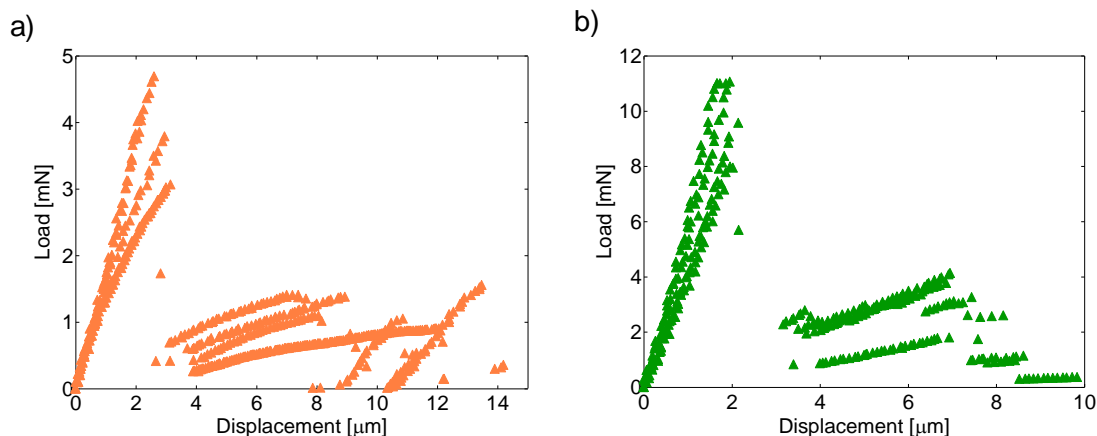 a)
5
4
3
2
1
0
0 2 4 6 8 10 12 14
Load [mN]
Displacement [μm]
b)
12
10
8
6
4
2
0
0 2 4 6 8 10
Load [mN]
Displacement [μm]